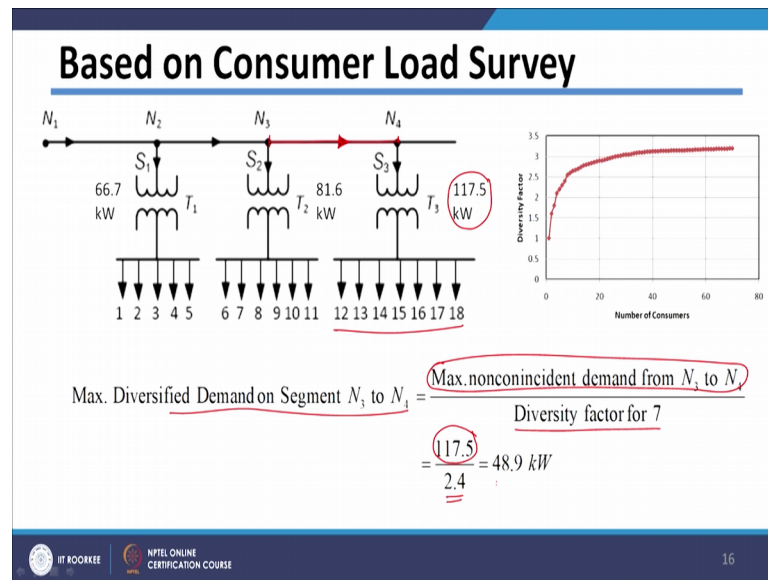 Based on Consumer Load Survey
N₁ N₂ N₃ N₄
S₁ S₂ S₃
66.7 kW T₁ T₂ 81.6 kW T₃ 117.5 kW
1 2 3 4 5 6 7 8 9 10 11 12 13 14 15 16 17 18
Diversity Factor
3.5
3
2.5
2
1.5
1
0.5
0
0 20 40 60 80
Number of Consumers
Max. Diversified Demand on Segment N₃ to N₄ = Max. nonconincident demand from N₃ to N₄
Diversity factor for 7
= 117.5 / 2.4 = 48.9 kW
IIT ROORKEE
NPTEL ONLINE
CERTIFICATION COURSE
NPTEL
16